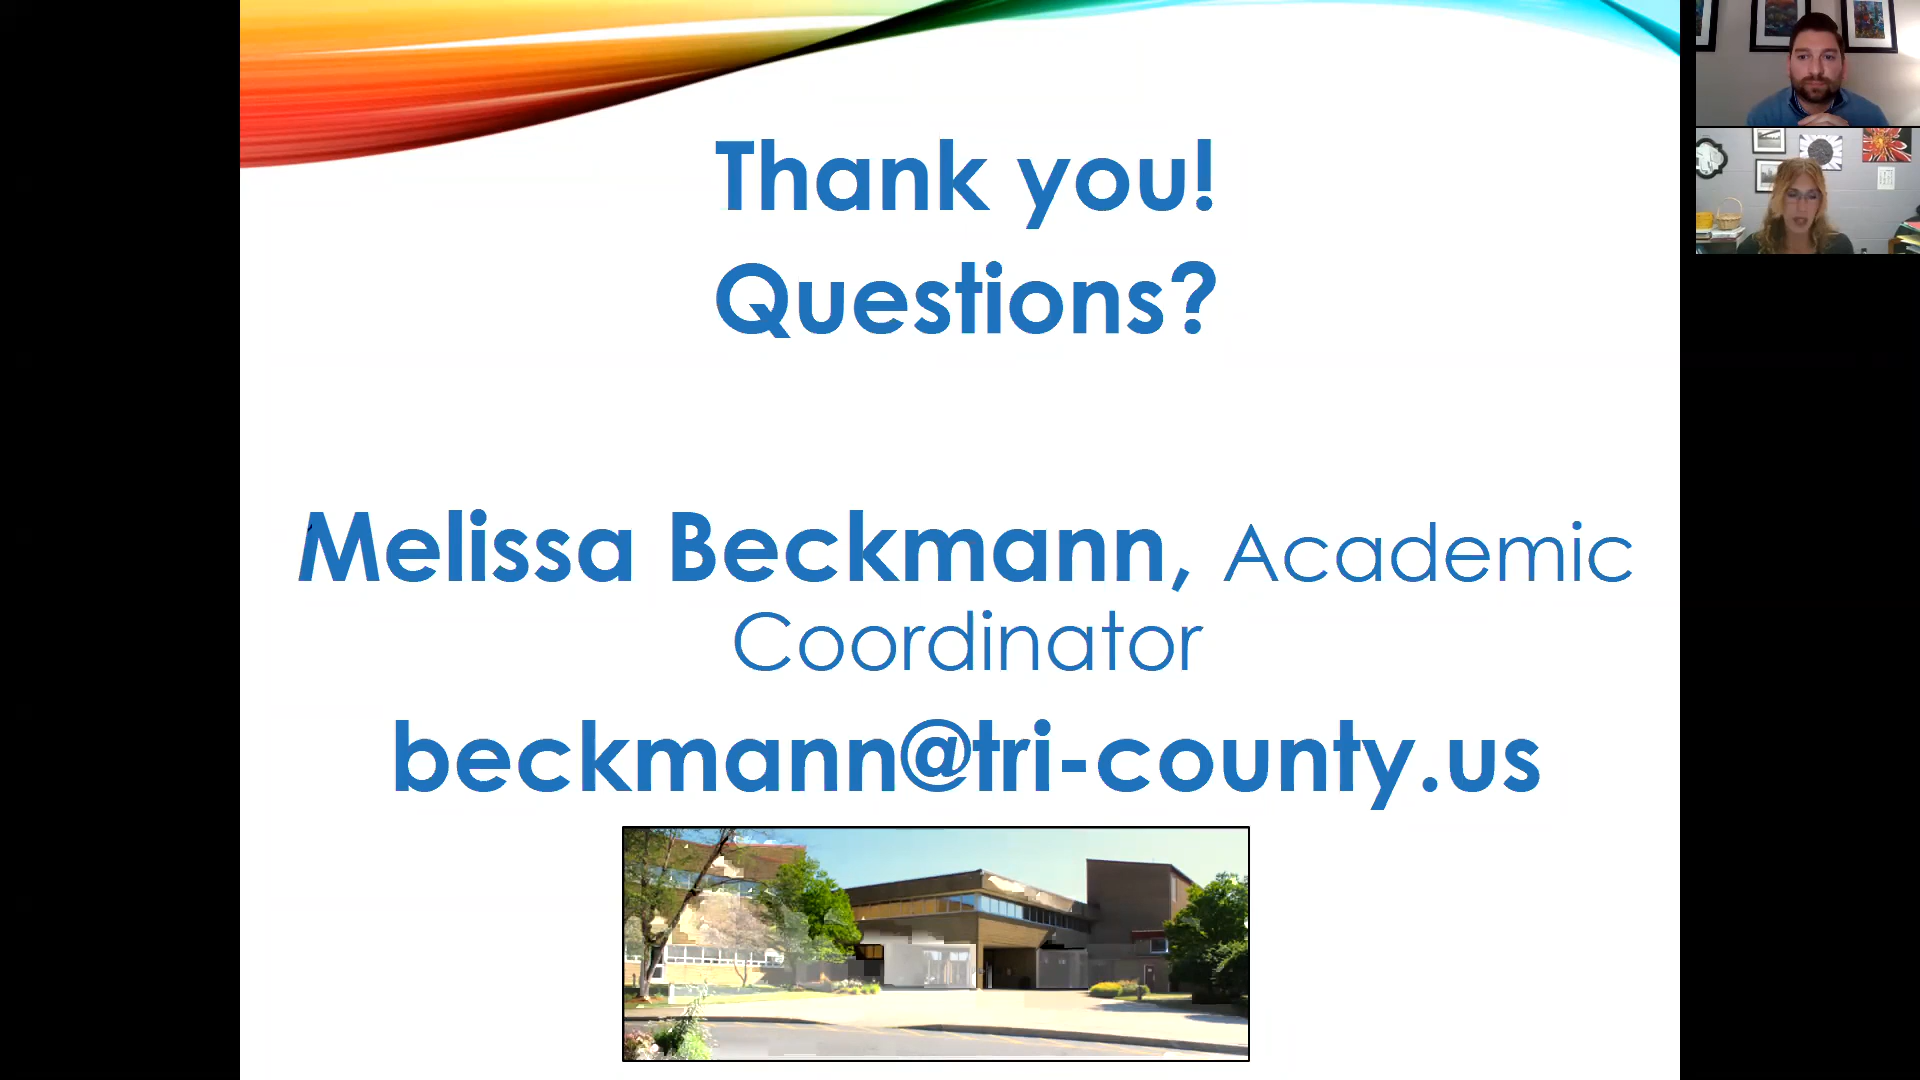 Thank you!
Questions?
Melissa Beckmann, Academic
Coordinator
beckmann@tri-county.us